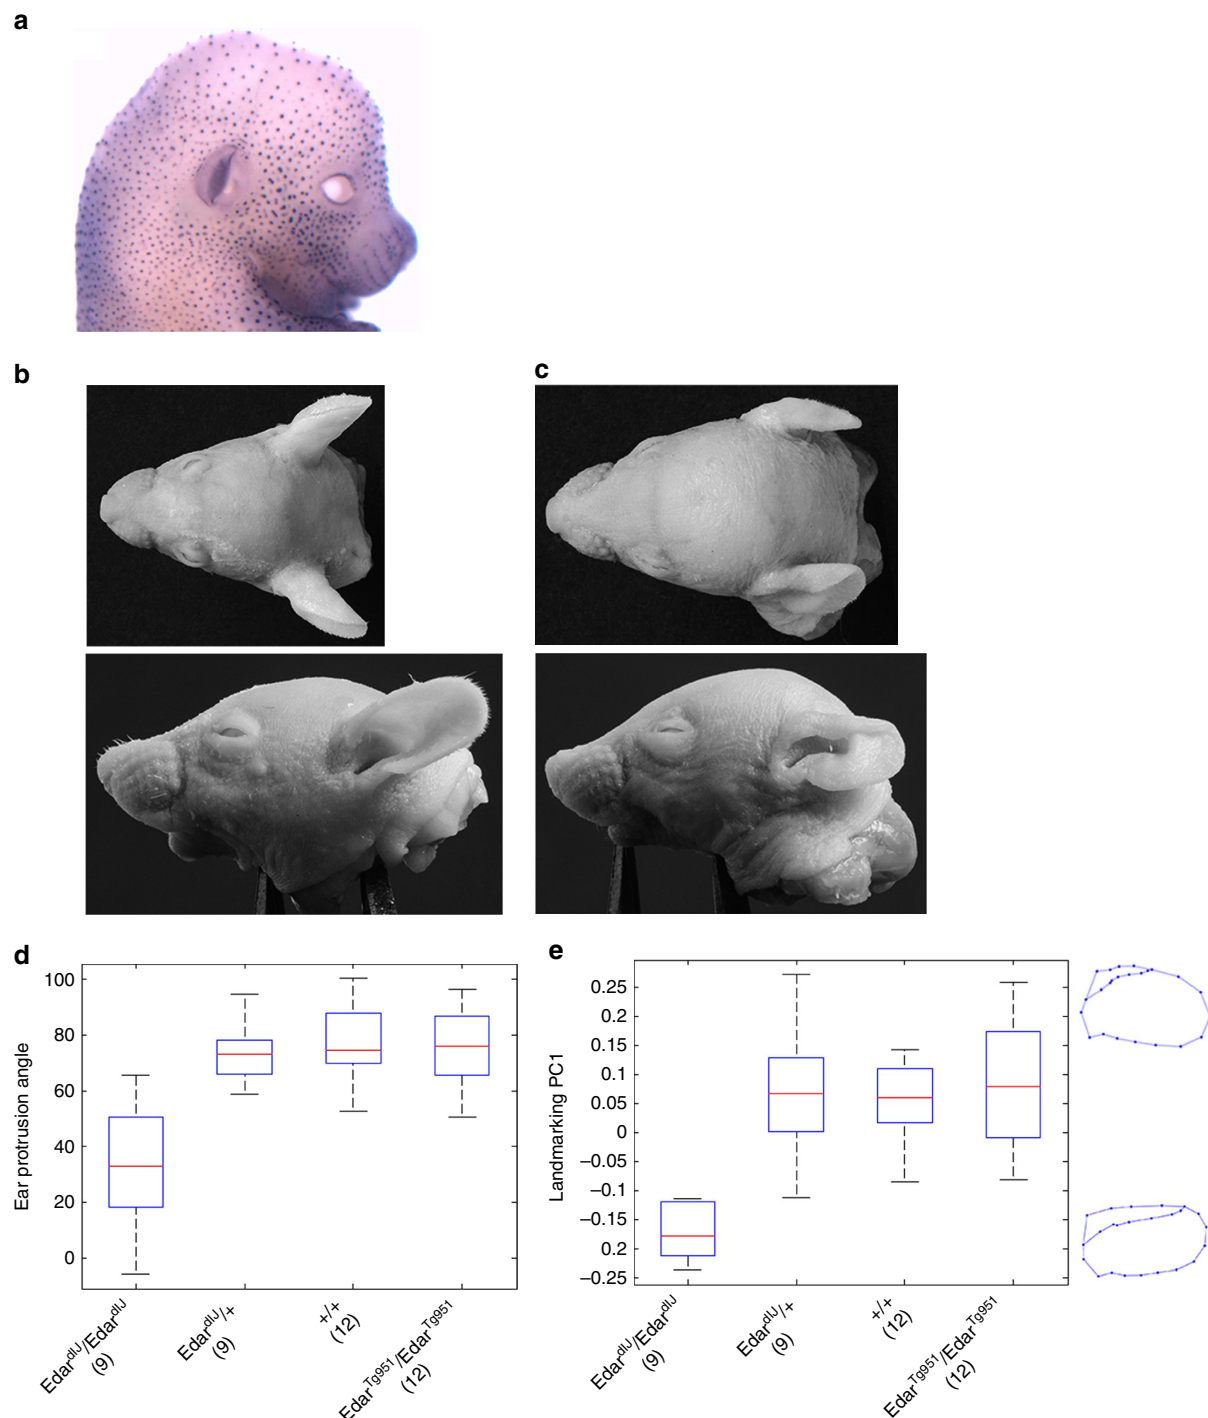 a
b
c
d
e
Ear protrusion angle
100
80
60
40
20
0
Edar^dlJ/Edar^dlJ
(9)
Edar^dlJ/+
(9)
+/+
(12)
Edar^Tg951/Edar^Tg951
(12)
Landmarking PC1
0.25
0.2
0.15
0.1
0.05
0
–0.05
–0.1
–0.15
0.2
–0.25
Edar^dlJ/Edar^dlJ
(9)
Edar^dlJ/+
(9)
+/+
(12)
Edar^Tg951/Edar^Tg951
(12)